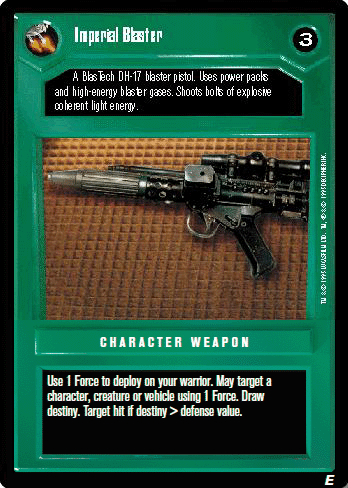 Imperial Blaster
3
A BlasTech DH-17 blaster pistol. Uses power packs
and high-energy blaster gases. Shoots bolts of explosive
coherent light energy.
CHARACTER WEAPON
Use 1 Force to deploy on your warrior. May target a
character, creature or vehicle using 1 Force. Draw
destiny. Target hit if destiny > defense value.
E